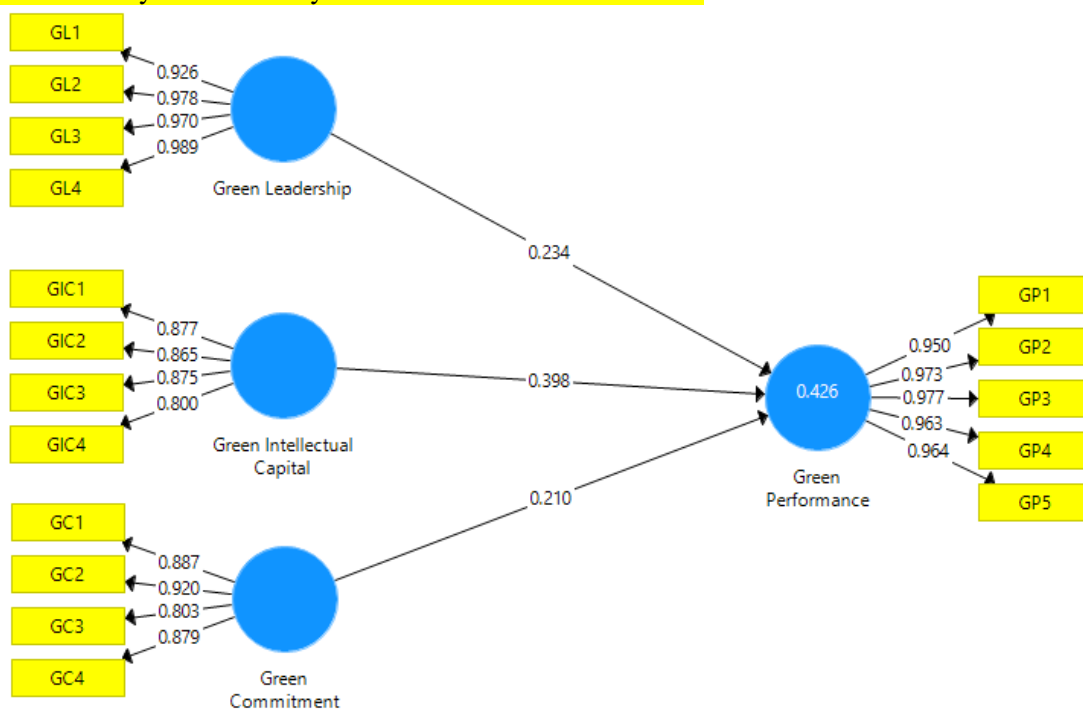 GL1
GL2
GL3
GL4
0.926
0.978
0.970
0.989
Green Leadership
0.234
GIC1
GIC2
GIC3
GIC4
0.877
0.865
0.875
0.800
Green Intellectual
Capital
0.398
GC1
GC2
GC3
GC4
0.887
0.920
0.803
0.879
Green
Commitment
0.210
0.426
Green
Performance
0.950
0.973
0.977
0.963
0.964
GP1
GP2
GP3
GP4
GP5